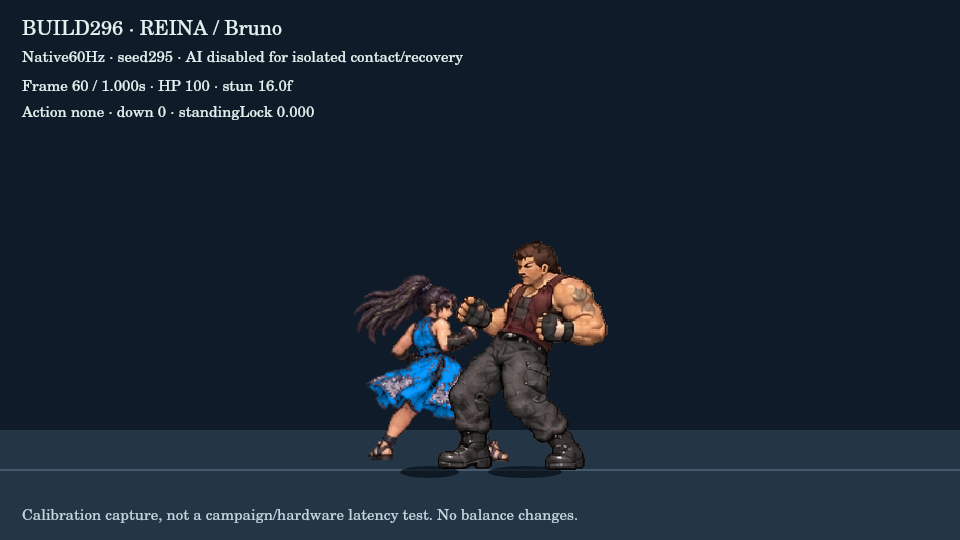 BUILD296 · REINA / Bruno
Native60Hz · seed295 · AI disabled for isolated contact/recovery
Frame 60 / 1.000s · HP 100 · stun 16.0f
Action none · down 0 · standingLock 0.000
Calibration capture, not a campaign/hardware latency test. No balance changes.